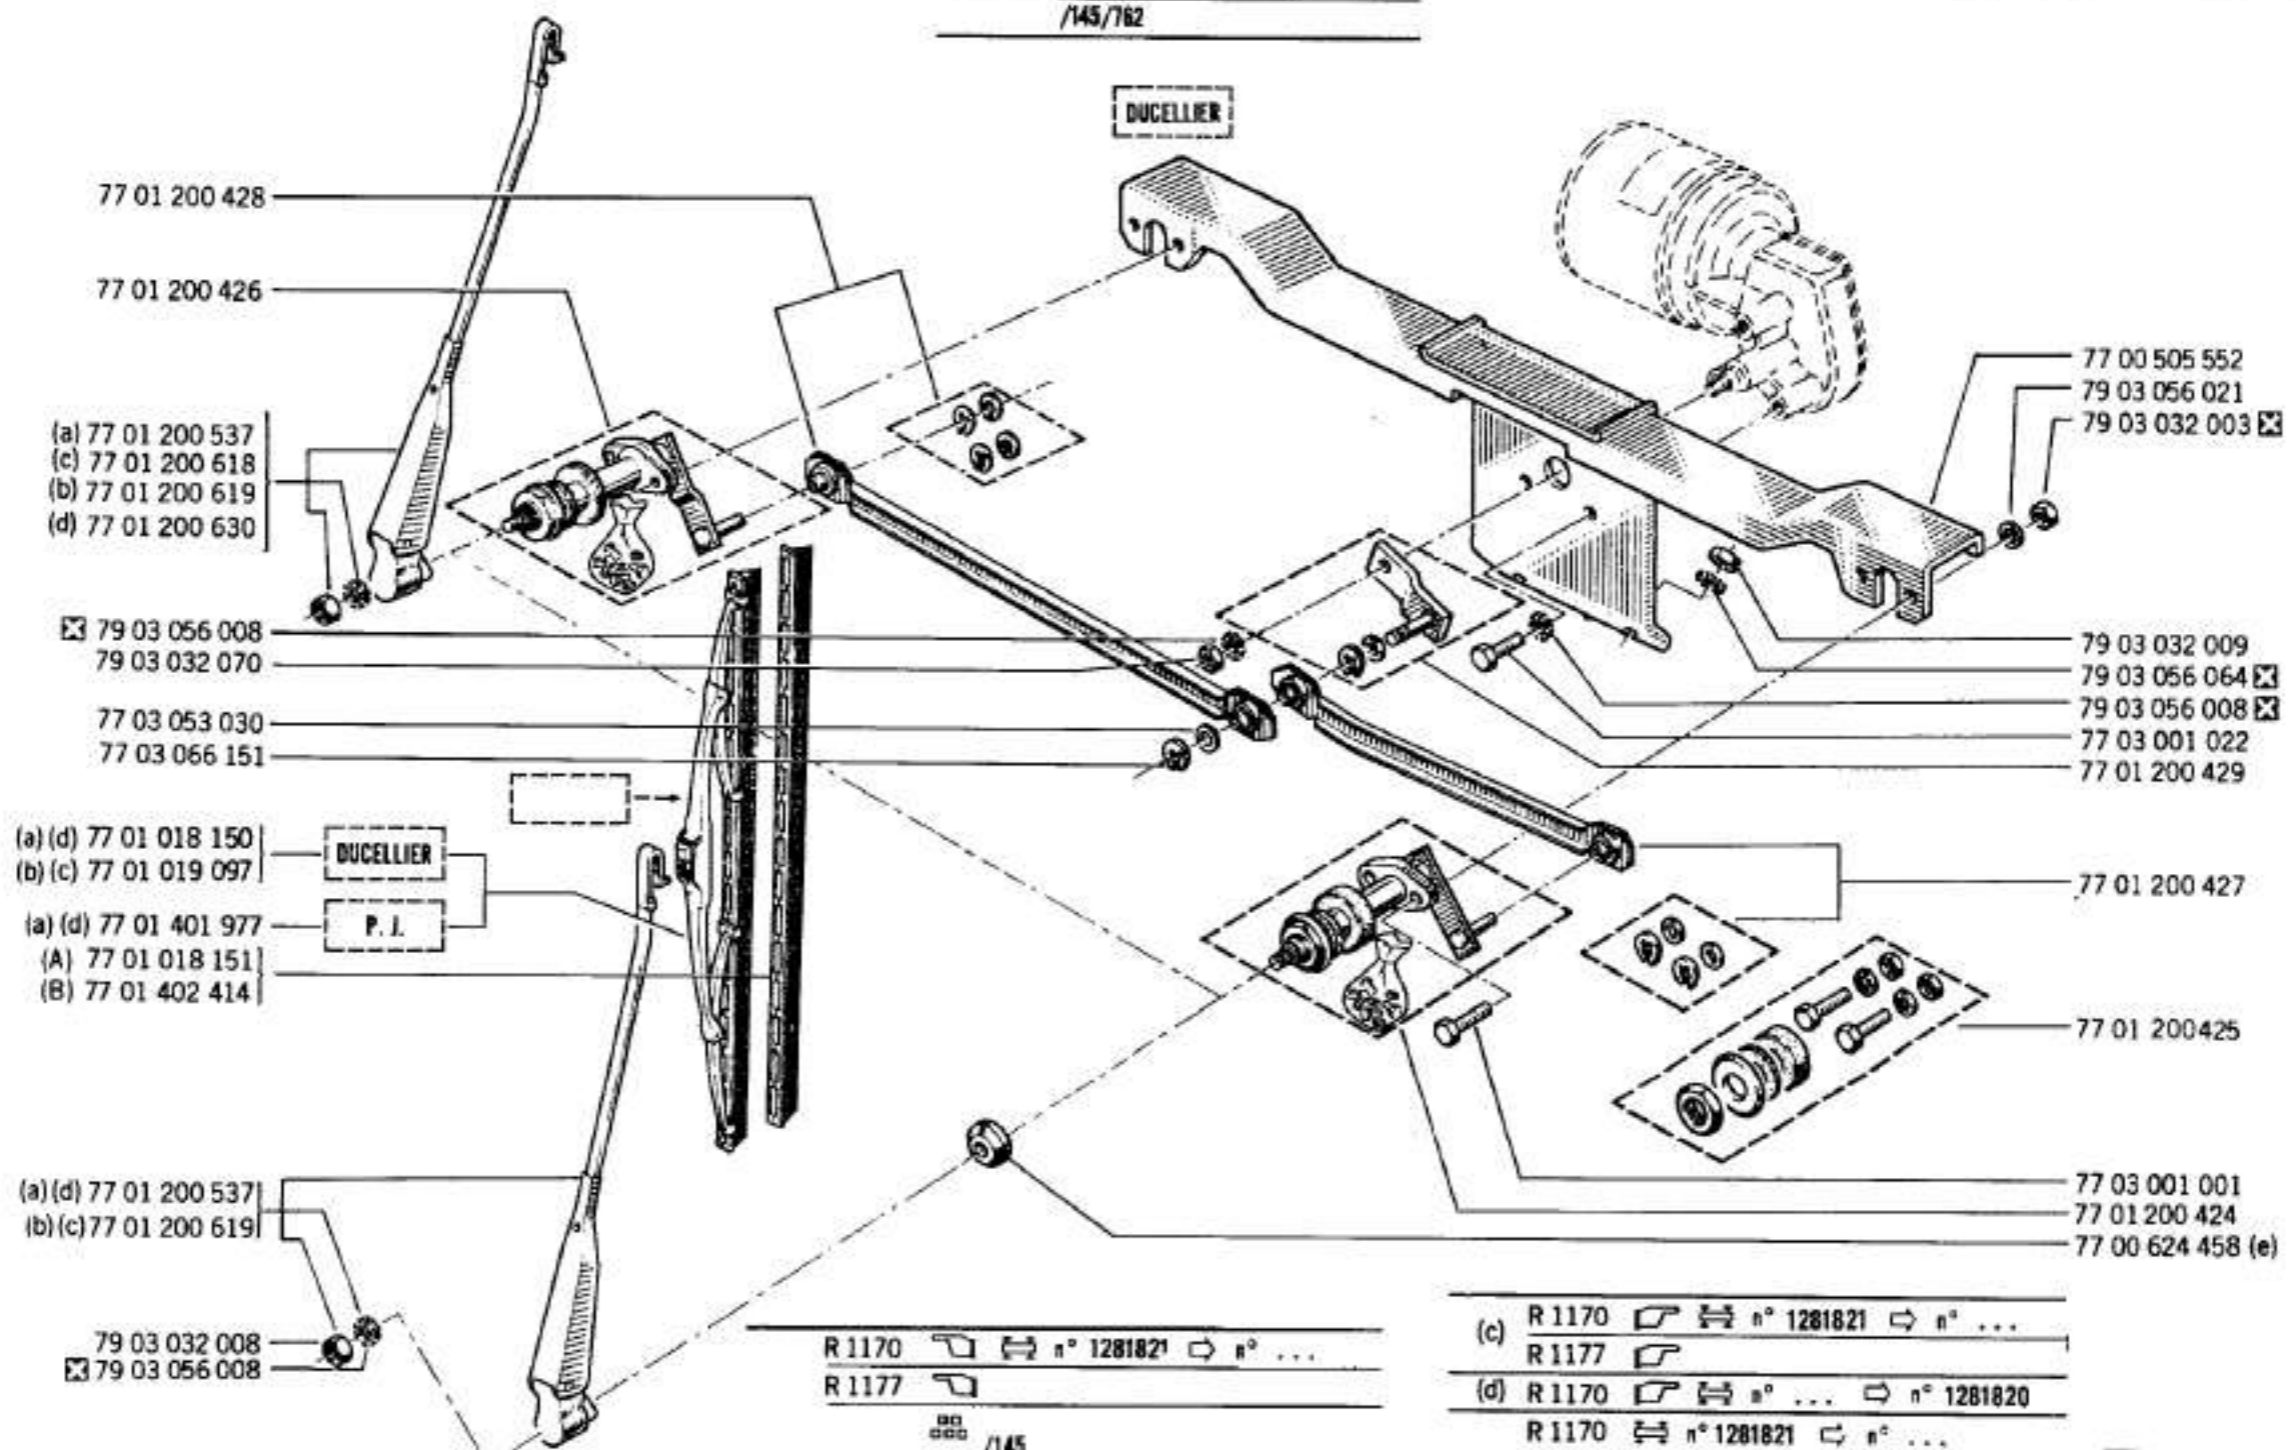 /145/762
DUCELLIER
77 01 200 428
77 01 200 426
(a) 77 01 200 537
(c) 77 01 200 618
(b) 77 01 200 619
(d) 77 01 200 630
79 03 056 008
79 03 032 070
77 03 053 030
77 03 066 151
(a) (d) 77 01 018 150
(b) (c) 77 01 019 097
DUCELLIER
(a) (d) 77 01 401 977
P. J.
(A) 77 01 018 151
(B) 77 01 402 414
(a) (d) 77 01 200 537
(b) (c) 77 01 200 619
79 03 032 008
79 03 056 008
77 00 505 552
79 03 056 021
79 03 032 003
79 03 032 009
79 03 056 064
79 03 056 008
77 03 001 022
77 01 200 429
77 01 200 427
77 01 200 425
77 03 001 001
77 01 200 424
77 00 624 458 (e)
R 1170 n° 1281821 n° ...
R 1177
/145
(c) R 1170 n° 1281821 n° ...
R 1177
(d) R 1170 n° ... n° 1281820
R 1170 n° 1281821 n° ...